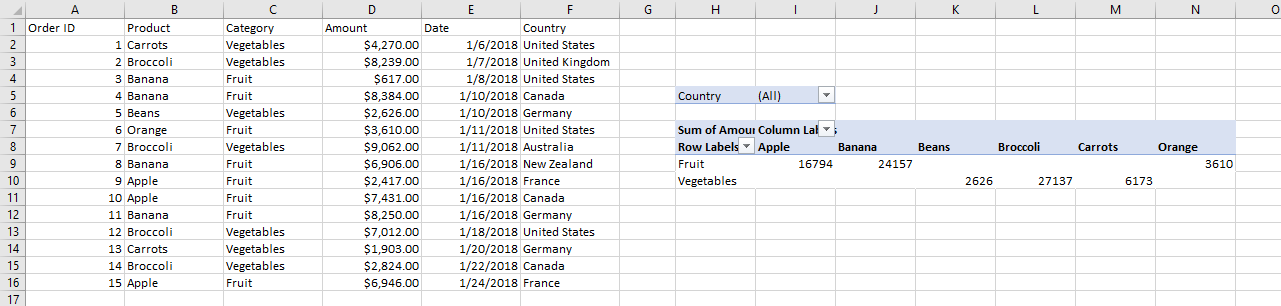 A B C D E F G H I J K L M N O
1 Order ID Product Category Amount Date Country
2 1 Carrots Vegetables $4,270.00 1/6/2018 United States
3 2 Broccoli Vegetables $8,239.00 1/7/2018 United Kingdom
4 3 Banana Fruit $617.00 1/8/2018 United States
5 4 Banana Fruit $8,384.00 1/10/2018 Canada Country (All)
6 5 Beans Vegetables $2,626.00 1/10/2018 Germany
7 6 Orange Fruit $3,610.00 1/11/2018 United States Sum of Amour Column Lal s
8 7 Broccoli Vegetables $9,062.00 1/11/2018 Australia Row Labels Apple Banana Beans Broccoli Carrots Orange
9 8 Banana Fruit $6,906.00 1/16/2018 New Zealand Fruit 16794 24157 3610
10 9 Apple Fruit $2,417.00 1/16/2018 France Vegetables 2626 27137 6173
11 10 Apple Fruit $7,431.00 1/16/2018 Canada
12 11 Banana Fruit $8,250.00 1/16/2018 Germany
13 12 Broccoli Vegetables $7,012.00 1/18/2018 United States
14 13 Carrots Vegetables $1,903.00 1/20/2018 Germany
15 14 Broccoli Vegetables $2,824.00 1/22/2018 Canada
16 15 Apple Fruit $6,946.00 1/24/2018 France
17